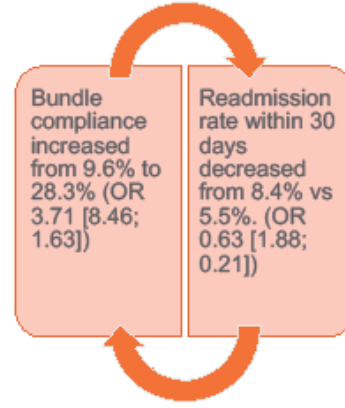 Bundle
compliance
increased
from 9.6% to
28.3% (OR
3.71 [8.46;
1.63])
Readmission
rate within 30
days
decreased
from 8.4% vs
5.5%. (OR
0.63 [1.88;
0.21])